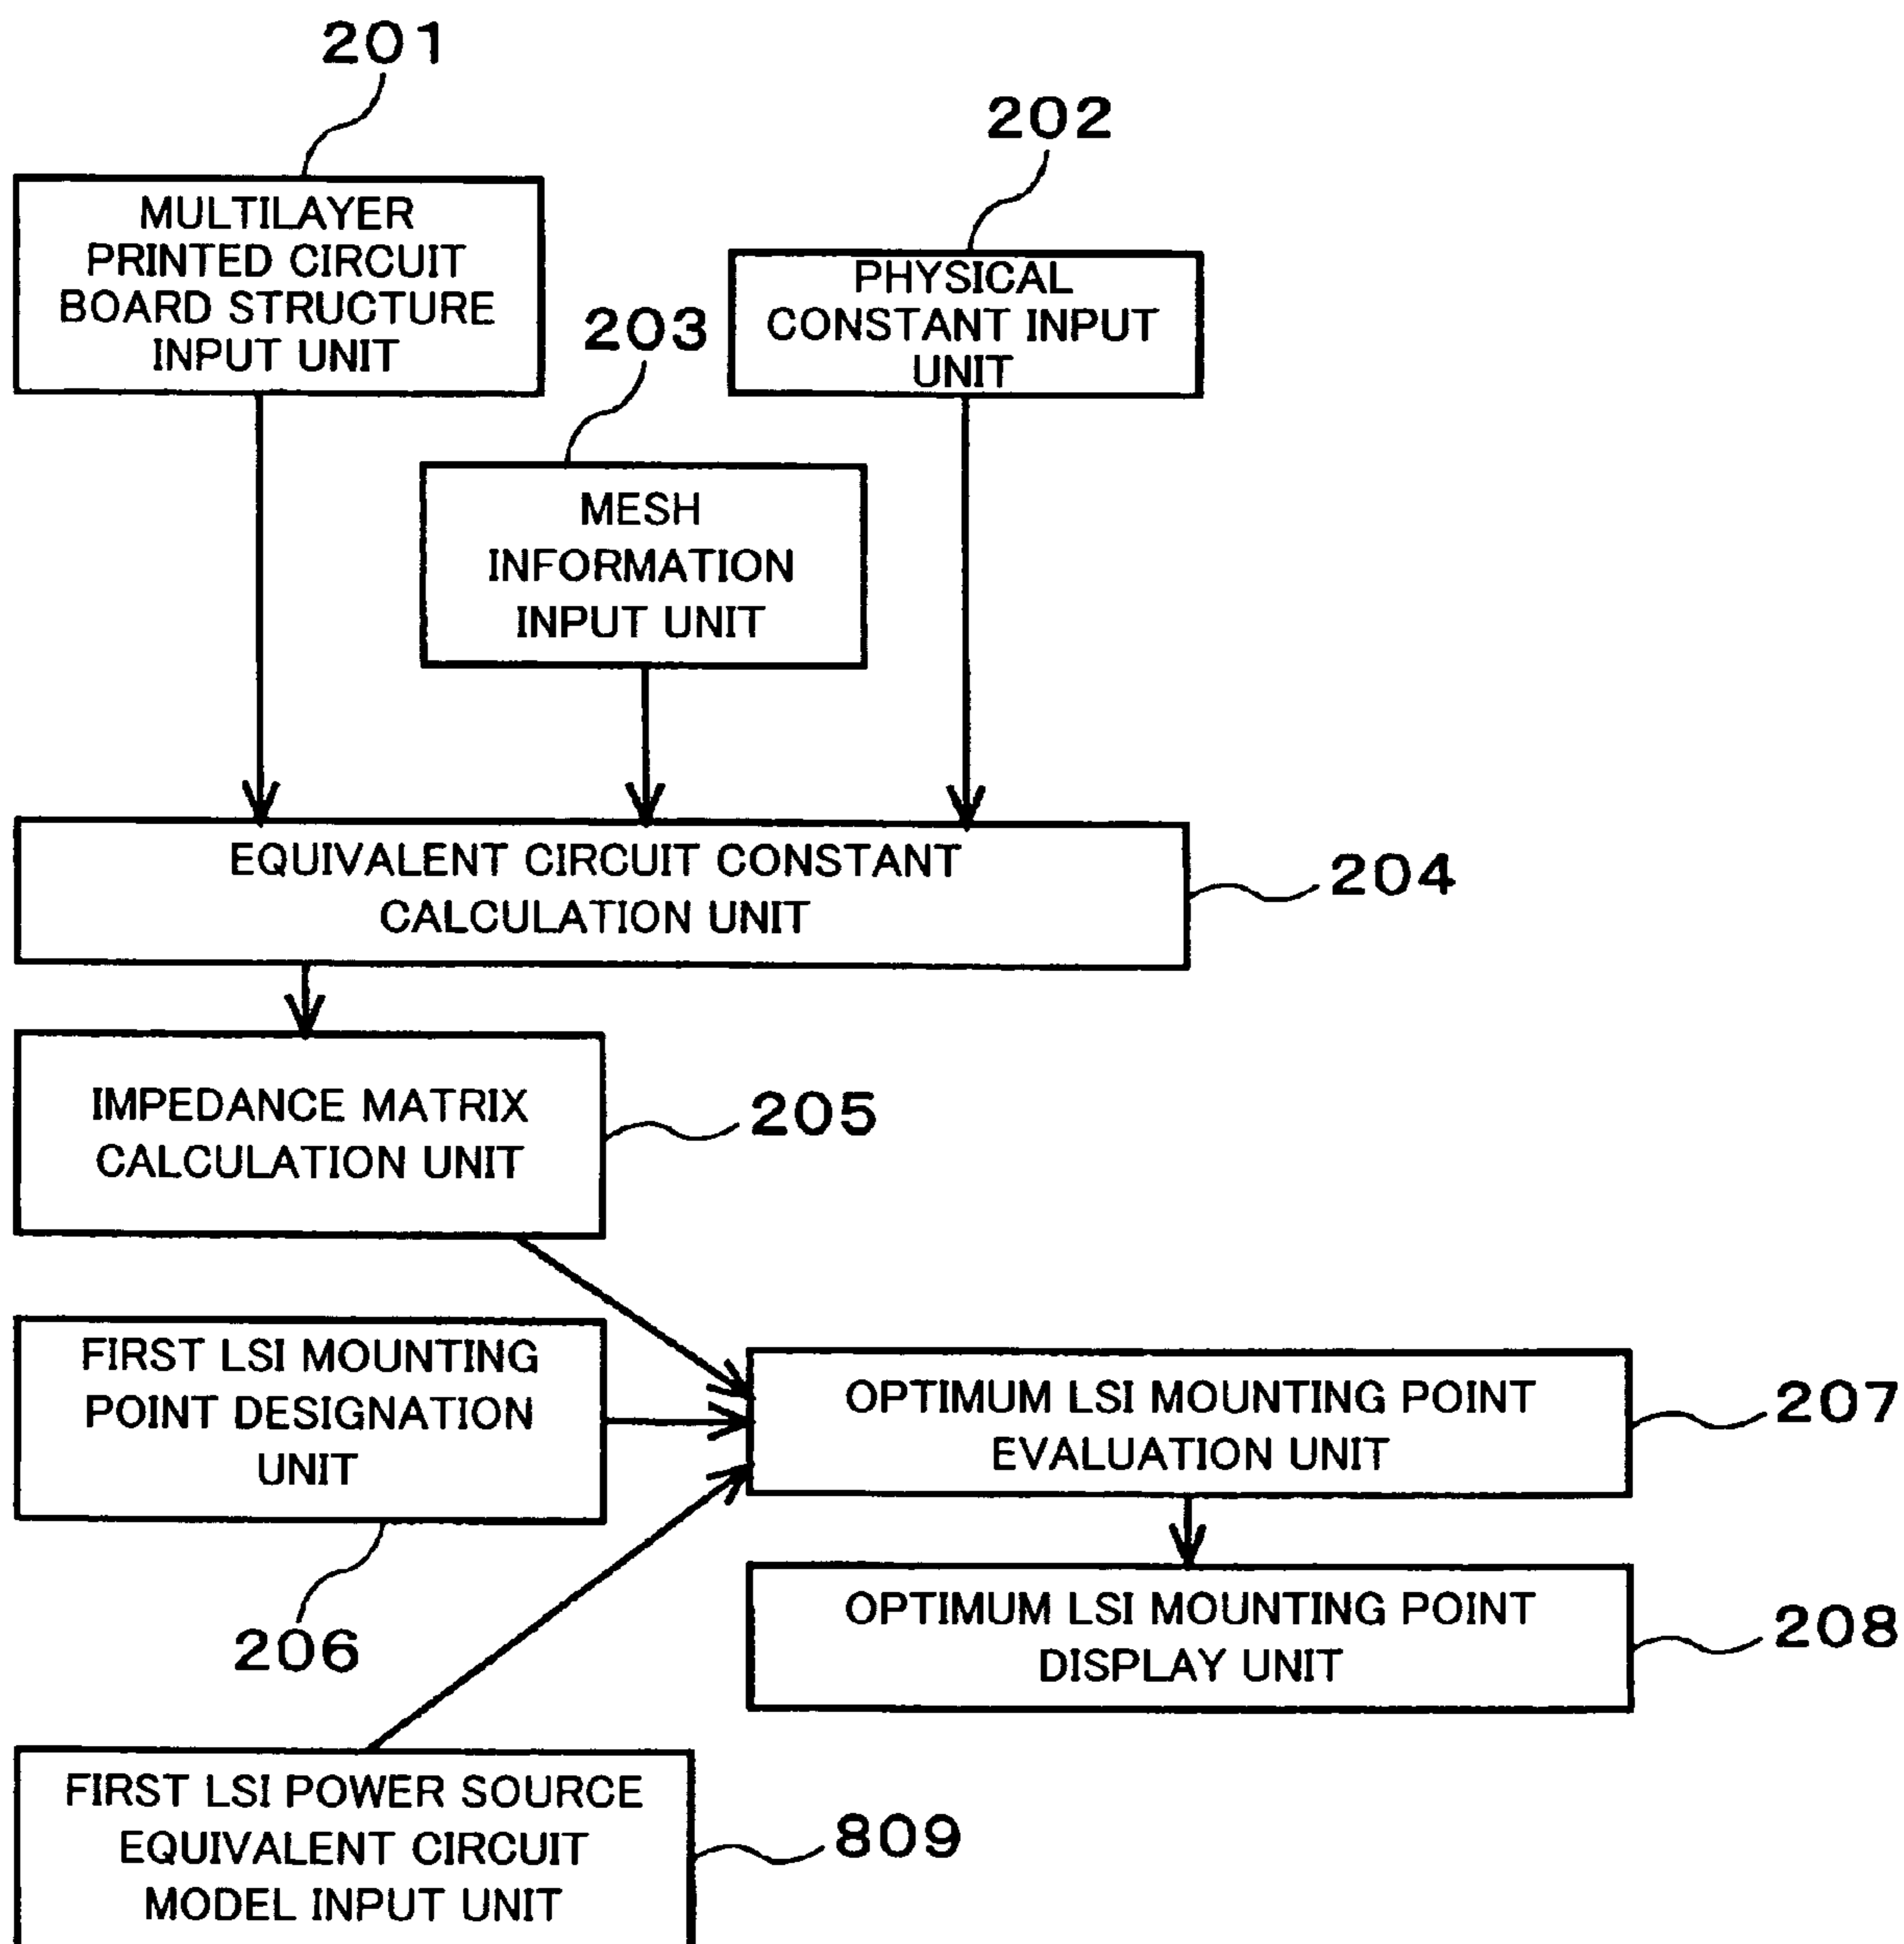 201
MULTILAYER
PRINTED CIRCUIT
BOARD STRUCTURE
INPUT UNIT
202
PHYSICAL
CONSTANT INPUT
UNIT
203
MESH
INFORMATION
INPUT UNIT
EQUIVALENT CIRCUIT CONSTANT
CALCULATION UNIT
204
IMPEDANCE MATRIX
CALCULATION UNIT
205
FIRST LSI MOUNTING
POINT DESIGNATION
UNIT
206
OPTIMUM LSI MOUNTING POINT
EVALUATION UNIT
207
OPTIMUM LSI MOUNTING POINT
DISPLAY UNIT
208
FIRST LSI POWER SOURCE
EQUIVALENT CIRCUIT
MODEL INPUT UNIT
809